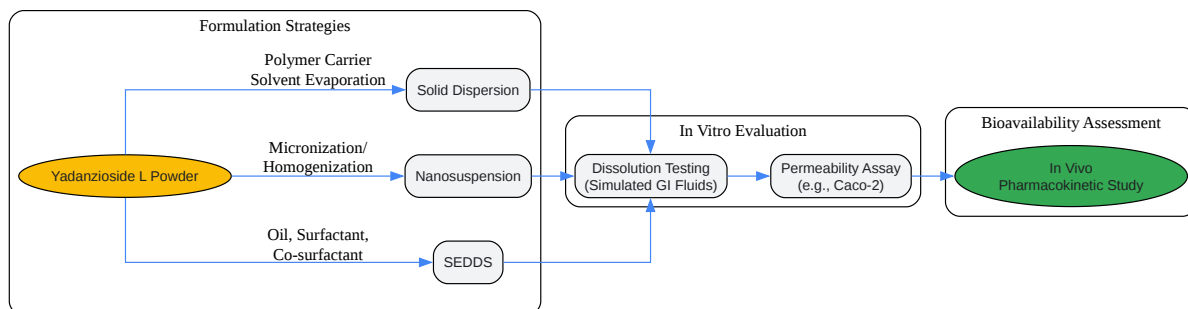 Formulation Strategies
Polymer Carrier
Solvent Evaporation
Solid Dispersion
Yadanzioside L Powder
Micronization/
Homogenization
Nanosuspension
Oil, Surfactant,
Co-surfactant
SEDDS
In Vitro Evaluation
Dissolution Testing
(Simulated GI Fluids)
Permeability Assay
(e.g., Caco-2)
Bioavailability Assessment
In Vivo
Pharmacokinetic Study